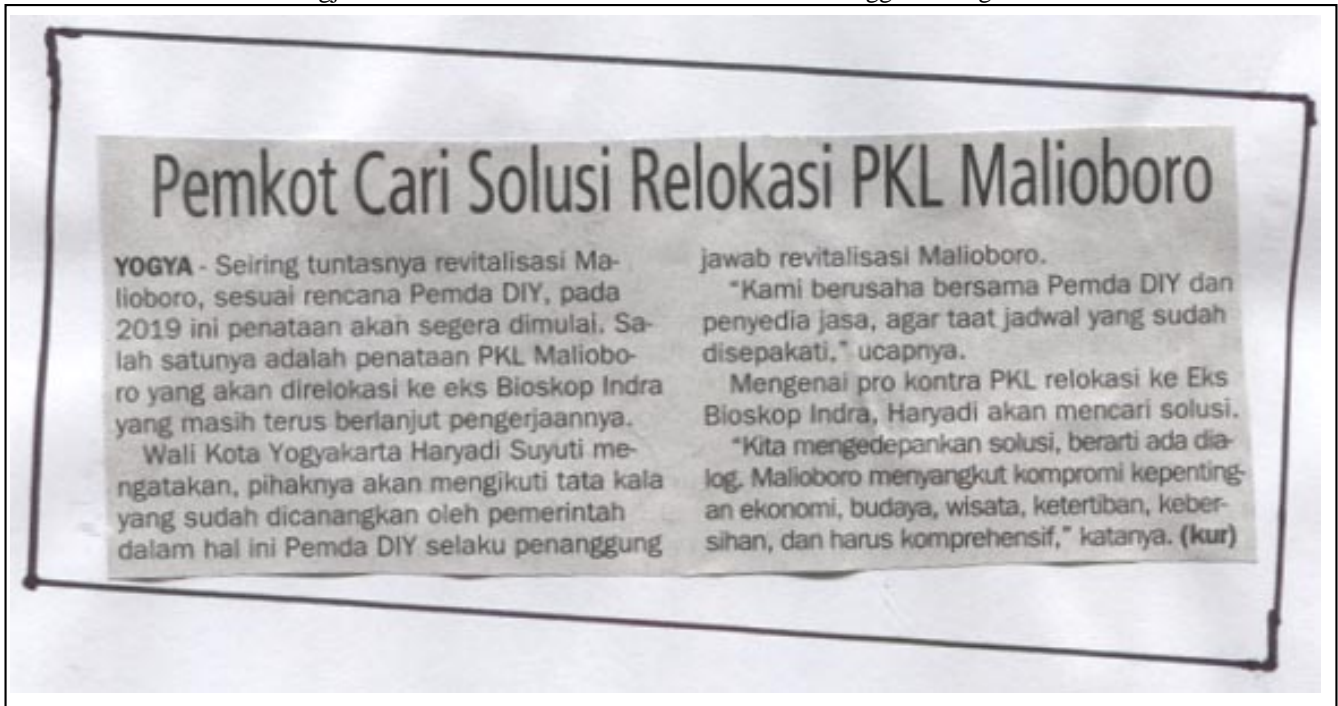 Pemkot Cari Solusi Relokasi PKL Malioboro
YOGYA - Seiring tuntasnya revitalisasi Ma-
lioboro, sesuai rencana Pemda DIY, pada
2019 ini penataan akan segera dimulai. Sa-
lah satunya adalah penataan PKL Maliobo-
ro yang akan direlokasi ke eks Bioskop Indra
yang masih terus berlanjut pengerjaannya.
Wali Kota Yogyakarta Haryadi Suyuti me-
ngatakan, pihaknya akan mengikuti tata kala
yang sudah dicanangkan oleh pemerintah
dalam hal ini Pemda DIY selaku penanggung
jawab revitalisasi Malioboro.
"Kami berusaha bersama Pemda DIY dan
penyedia jasa, agar taat jadwal yang sudah
disepakati," ucapnya.
Mengenai pro kontra PKL relokasi ke Eks
Bioskop Indra, Haryadi akan mencari solusi.
"Kita mengedepankan solusi, berarti ada dia-
log. Malioboro menyangkut kompromi kepenting-
an ekonomi, budaya, wisata, ketertiban, keber-
sihan, dan harus komprehensif," katanya. (kur)